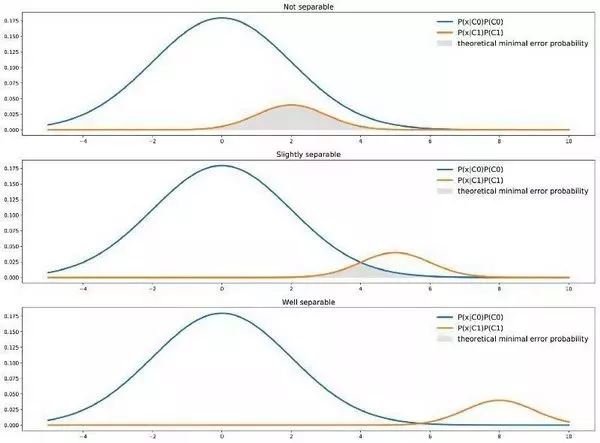 Not separable
P(x|C0)P(C0)
P(x|C1)P(C1)
theoretical minimal error probability
0.175
0.150
0.125
0.100
0.075
0.050
0.025
0.000
−4 −2 0 2 4 6 8 10
Slightly separable
P(x|C0)P(C0)
P(x|C1)P(C1)
theoretical minimal error probability
0.175
0.150
0.125
0.100
0.075
0.050
0.025
0.000
−4 −2 0 2 4 6 8 10
Well separable
P(x|C0)P(C0)
P(x|C1)P(C1)
theoretical minimal error probability
0.175
0.150
0.125
0.100
0.075
0.050
0.025
0.000
−4 −2 0 2 4 6 8 10